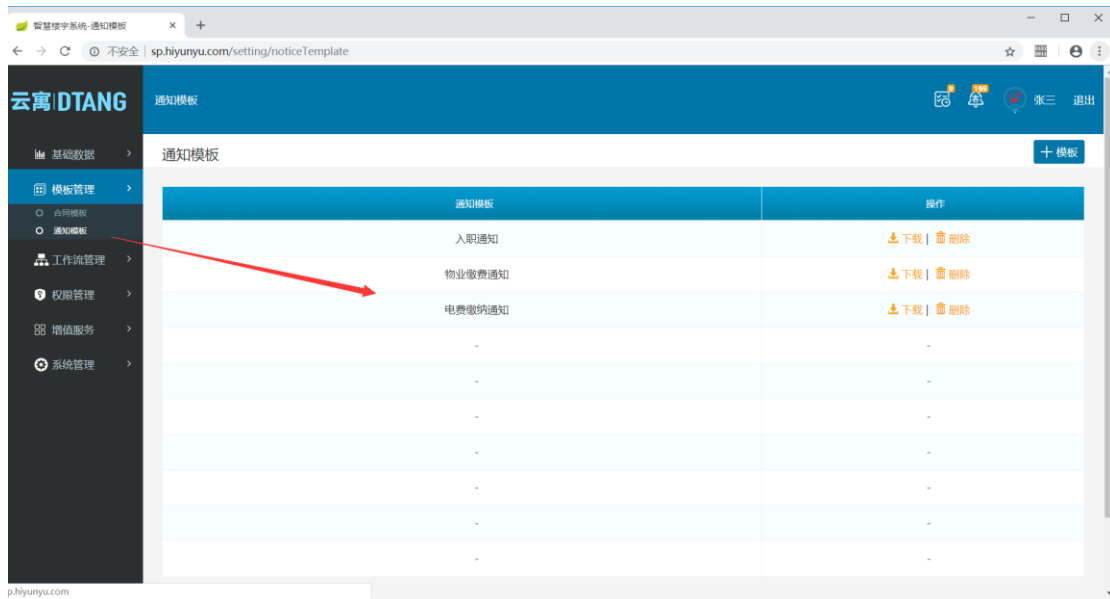 智慧楼宇系统-通知模板
不安全 | sp.hiyunyu.com/setting/noticeTemplate
云寓|DTANG
通知模板
张三 退出
基础数据
模板管理
合同模板
通知模板
工作流管理
权限管理
增值服务
系统管理
通知模板
模板
通知模板 操作
入职通知 下载 | 删除
物业缴费通知 下载 | 删除
电费缴纳通知 下载 | 删除
- -
- -
- -
- -
- -
- -
- -
p.hiyunyu.com